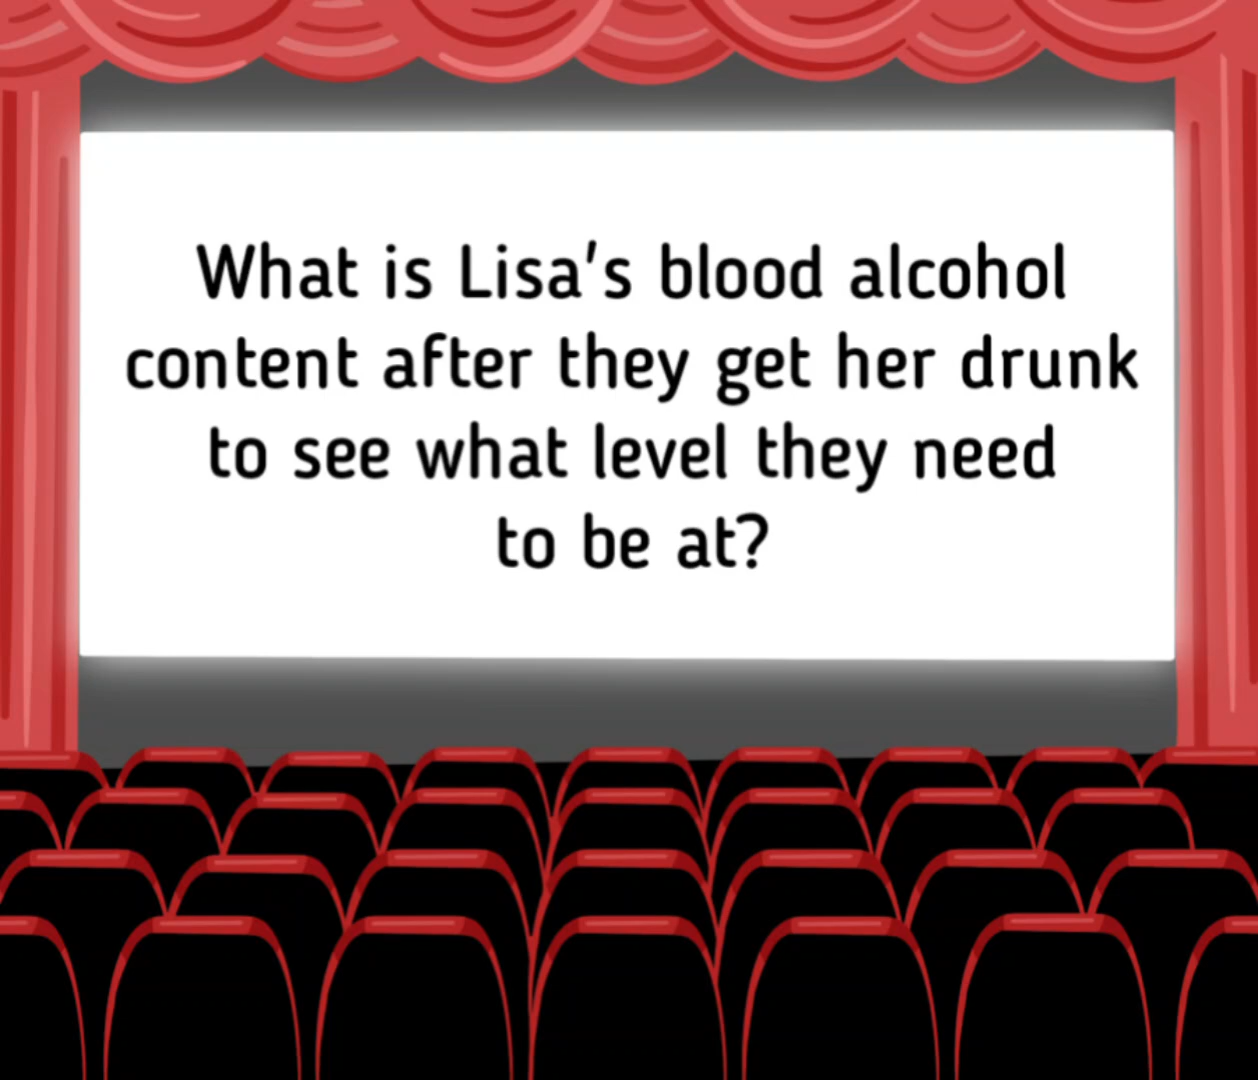 What is Lisa's blood alcohol
content after they get her drunk
to see what level they need
to be at?